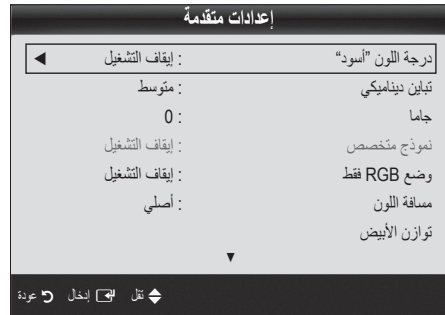 إعدادات متقدمة
درجة اللون ”أسود“ : إيقاف التشغيل ◄
تباين ديناميكي : متوسط
جاما : 0
نموذج متخصص : إيقاف التشغيل
وضع RGB فقط : إيقاف التشغيل
مسافة اللون : أصلي
توازن الأبيض
▼
نقل إدخال عودة